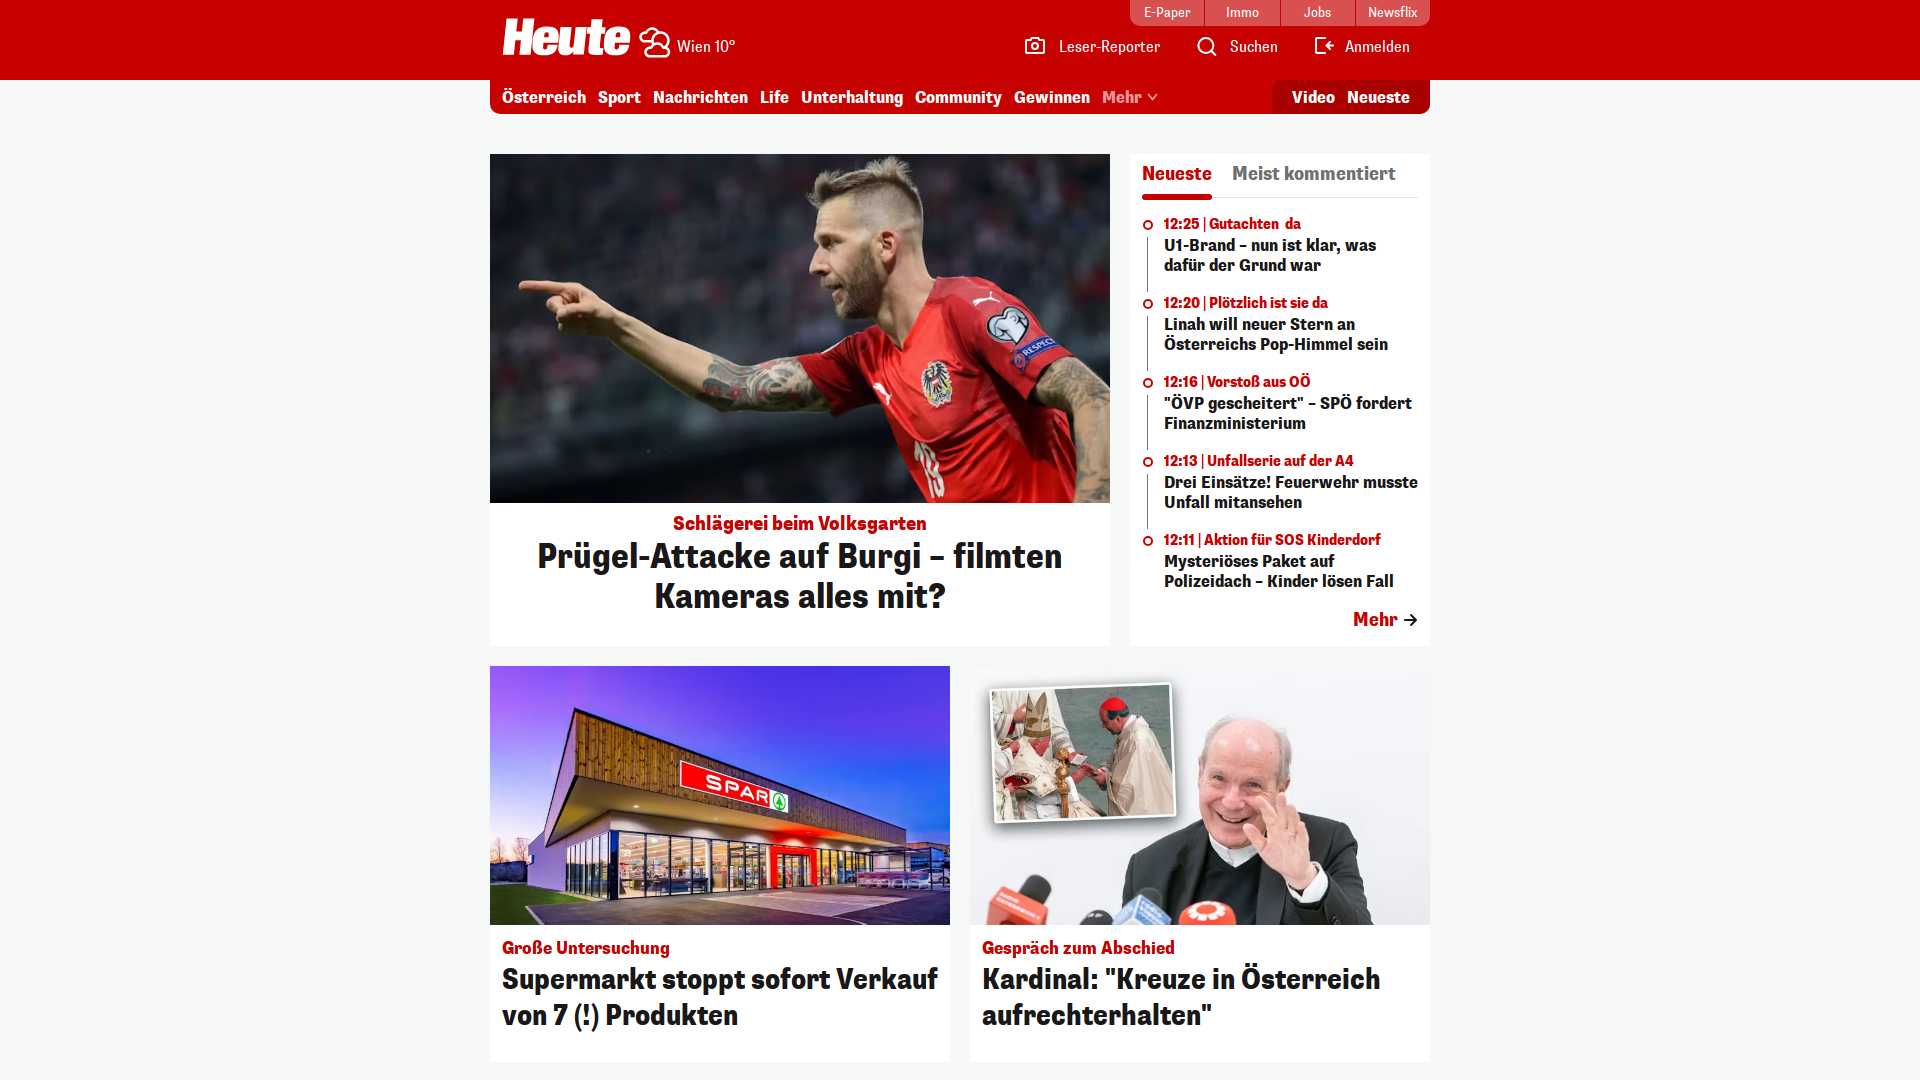 E-Paper
Immo
Jobs
Newsflix
Heute
Wien 10°
Leser-Reporter
Suchen
Anmelden
Österreich
Sport
Nachrichten
Life
Unterhaltung
Community
Gewinnen
Mehr
Video
Neueste
RESPECT
19
Schlägerei beim Volksgarten
Prügel-Attacke auf Burgi – filmten
Kameras alles mit?
Neueste
Meist kommentiert
12:25 | Gutachten da
U1-Brand – nun ist klar, was
dafür der Grund war
12:20 | Plötzlich ist sie da
Linah will neuer Stern an
Österreichs Pop-Himmel sein
12:16 | Vorstoß aus OÖ
"ÖVP gescheitert" – SPÖ fordert
Finanzministerium
12:13 | Unfallserie auf der A4
Drei Einsätze! Feuerwehr musste
Unfall mitansehen
12:11 | Aktion für SOS Kinderdorf
Mysteriöses Paket auf
Polizeidach – Kinder lösen Fall
Mehr
SPAR
Große Untersuchung
Supermarkt stoppt sofort Verkauf
von 7 (!) Produkten
Gespräch zum Abschied
Kardinal: "Kreuze in Österreich
aufrechterhalten"